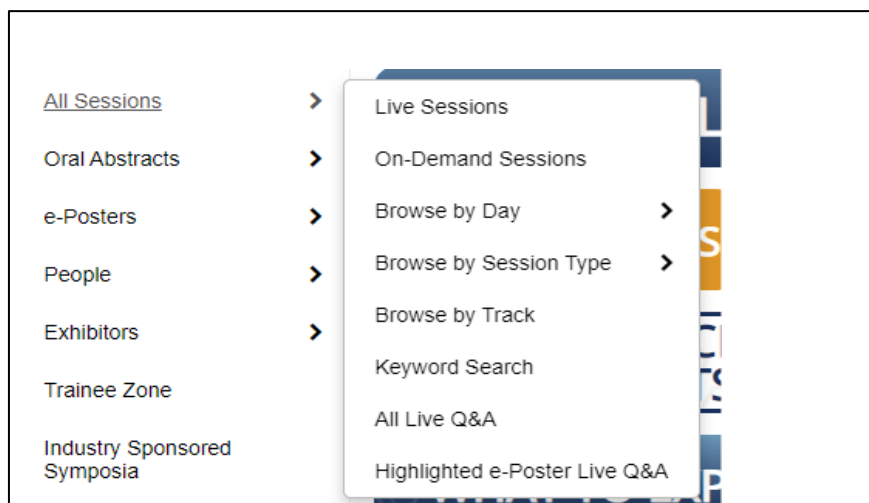 All Sessions
Oral Abstracts
e-Posters
People
Exhibitors
Trainee Zone
Industry Sponsored
Symposia
Live Sessions
On-Demand Sessions
Browse by Day
Browse by Session Type
Browse by Track
Keyword Search
All Live Q&A
Highlighted e-Poster Live Q&A